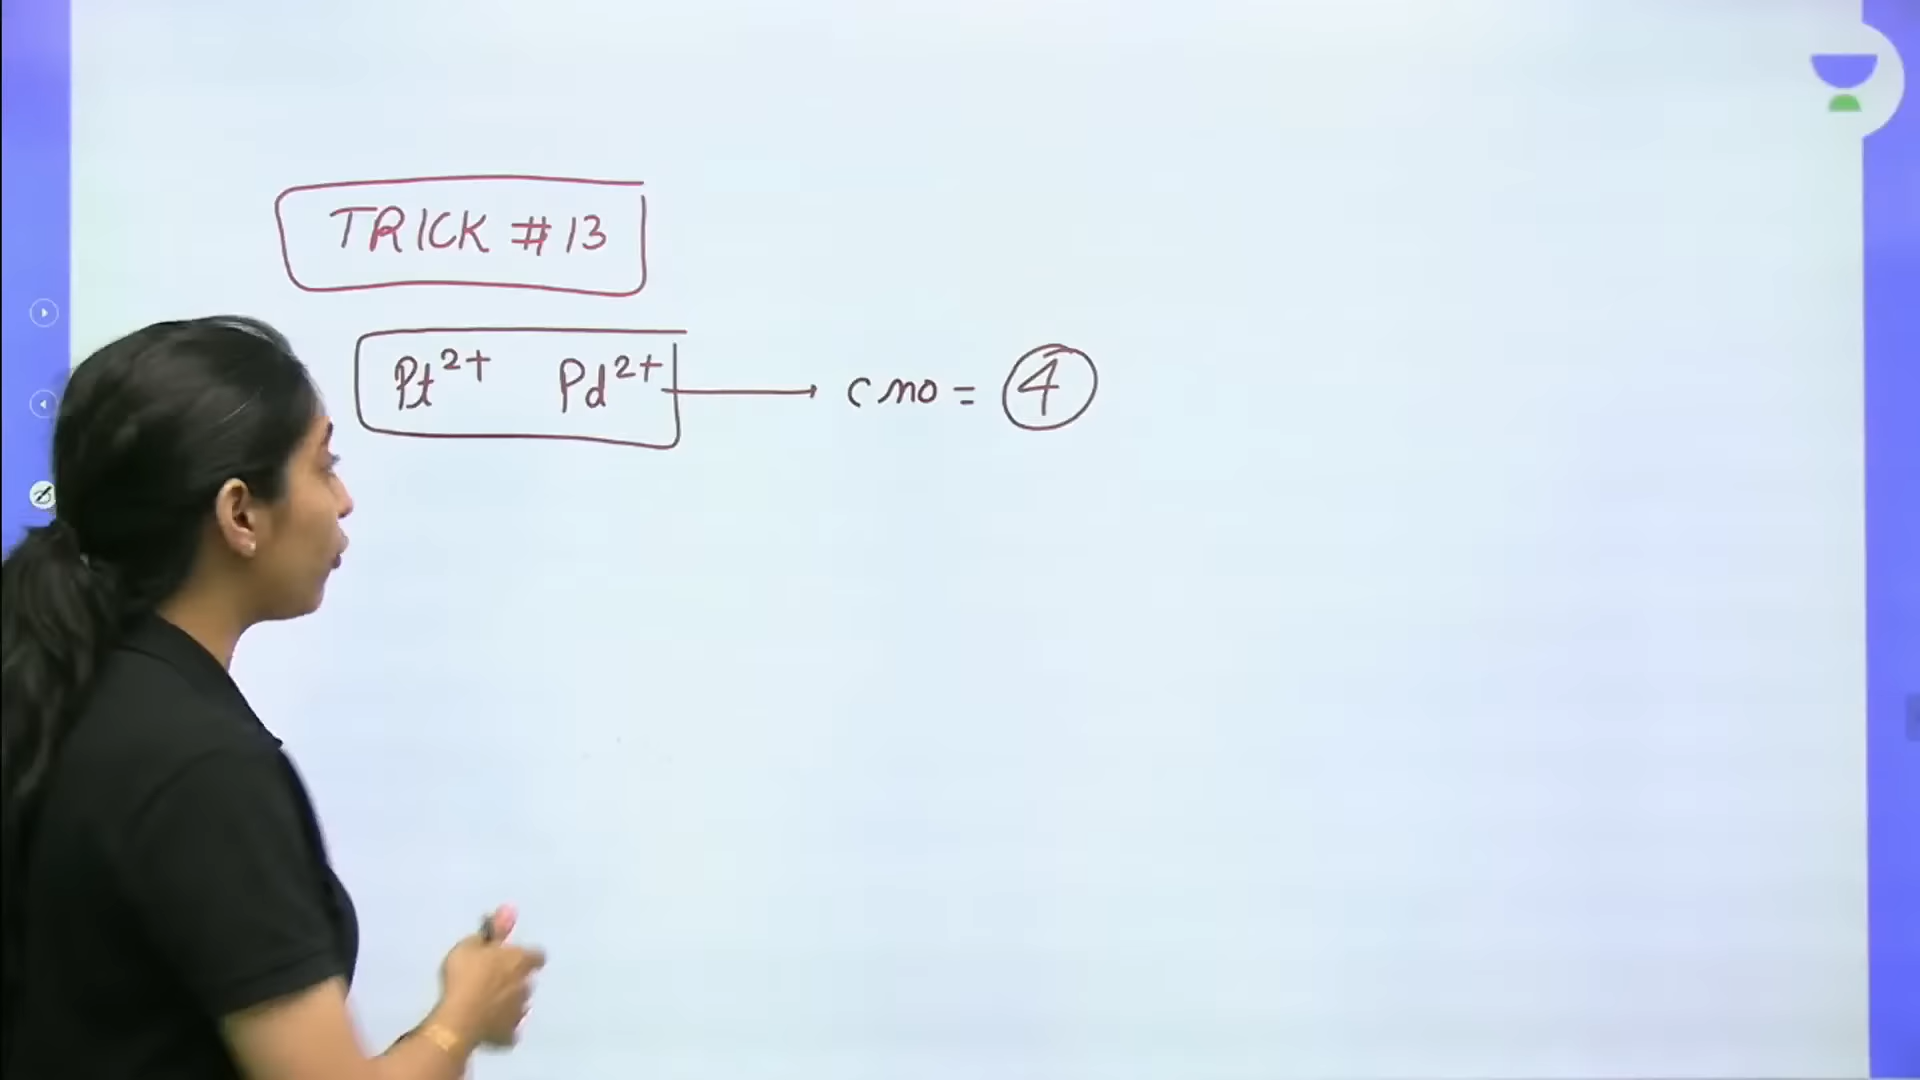 TRICK #13
Pt²⁺ Pd²⁺ → c no = 4